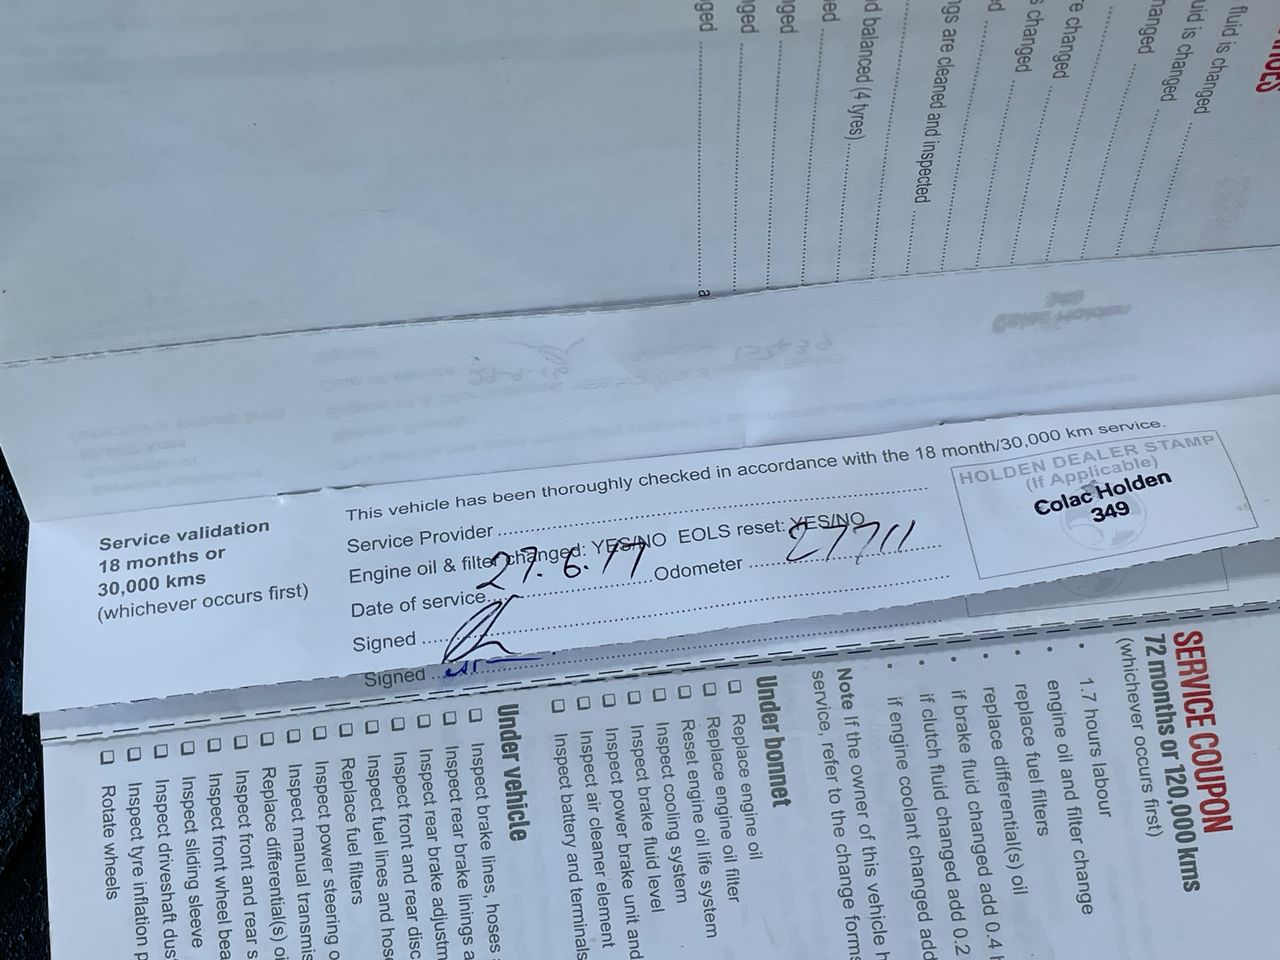 ged
ged
ged
ed
d balanced (4 tyres)
gs are cleaned and inspected
ed
s changed
e changed
hanged
uid is changed
fluid is changed
a
This vehicle has been thoroughly checked in accordance with the 18 month/30,000 km service.
Service validation
18 months or
30,000 kms
(whichever occurs first)
Service Provider
Engine oil & filter changed: YES/NO EOLS reset: YES/NO
Date of service 27.6.17 Odometer 27711
Signed
Signed
HOLDEN DEALER STAMP
(If Applicable)
Colac Holden
349
SERVICE COUPON
72 months or 120,000 kms
(whichever occurs first)
• 1.7 hours labour
• engine oil and filter change
• replace fuel filters
• replace differential(s) oil
• if brake fluid changed add 0.4 h
• if clutch fluid changed add 0.2
• if engine coolant changed add
Note If the owner of this vehicle h
service, refer to the change form
Under bonnet
Replace engine oil
Replace engine oil filter
Reset engine oil life system
Inspect cooling system
Inspect brake fluid level
Inspect power brake unit and
Inspect air cleaner element
Inspect battery and terminals
Under vehicle
Inspect brake lines, hoses
Inspect rear brake linings a
Inspect rear brake adjustm
Inspect front and rear disc
Inspect fuel lines and hose
Replace fuel filters
Inspect power steering o
Inspect manual transmis
Replace differential(s) oi
Inspect front and rear s
Inspect front wheel bea
Inspect sliding sleeve
Inspect driveshaft dus
Inspect tyre inflation p
Rotate wheels